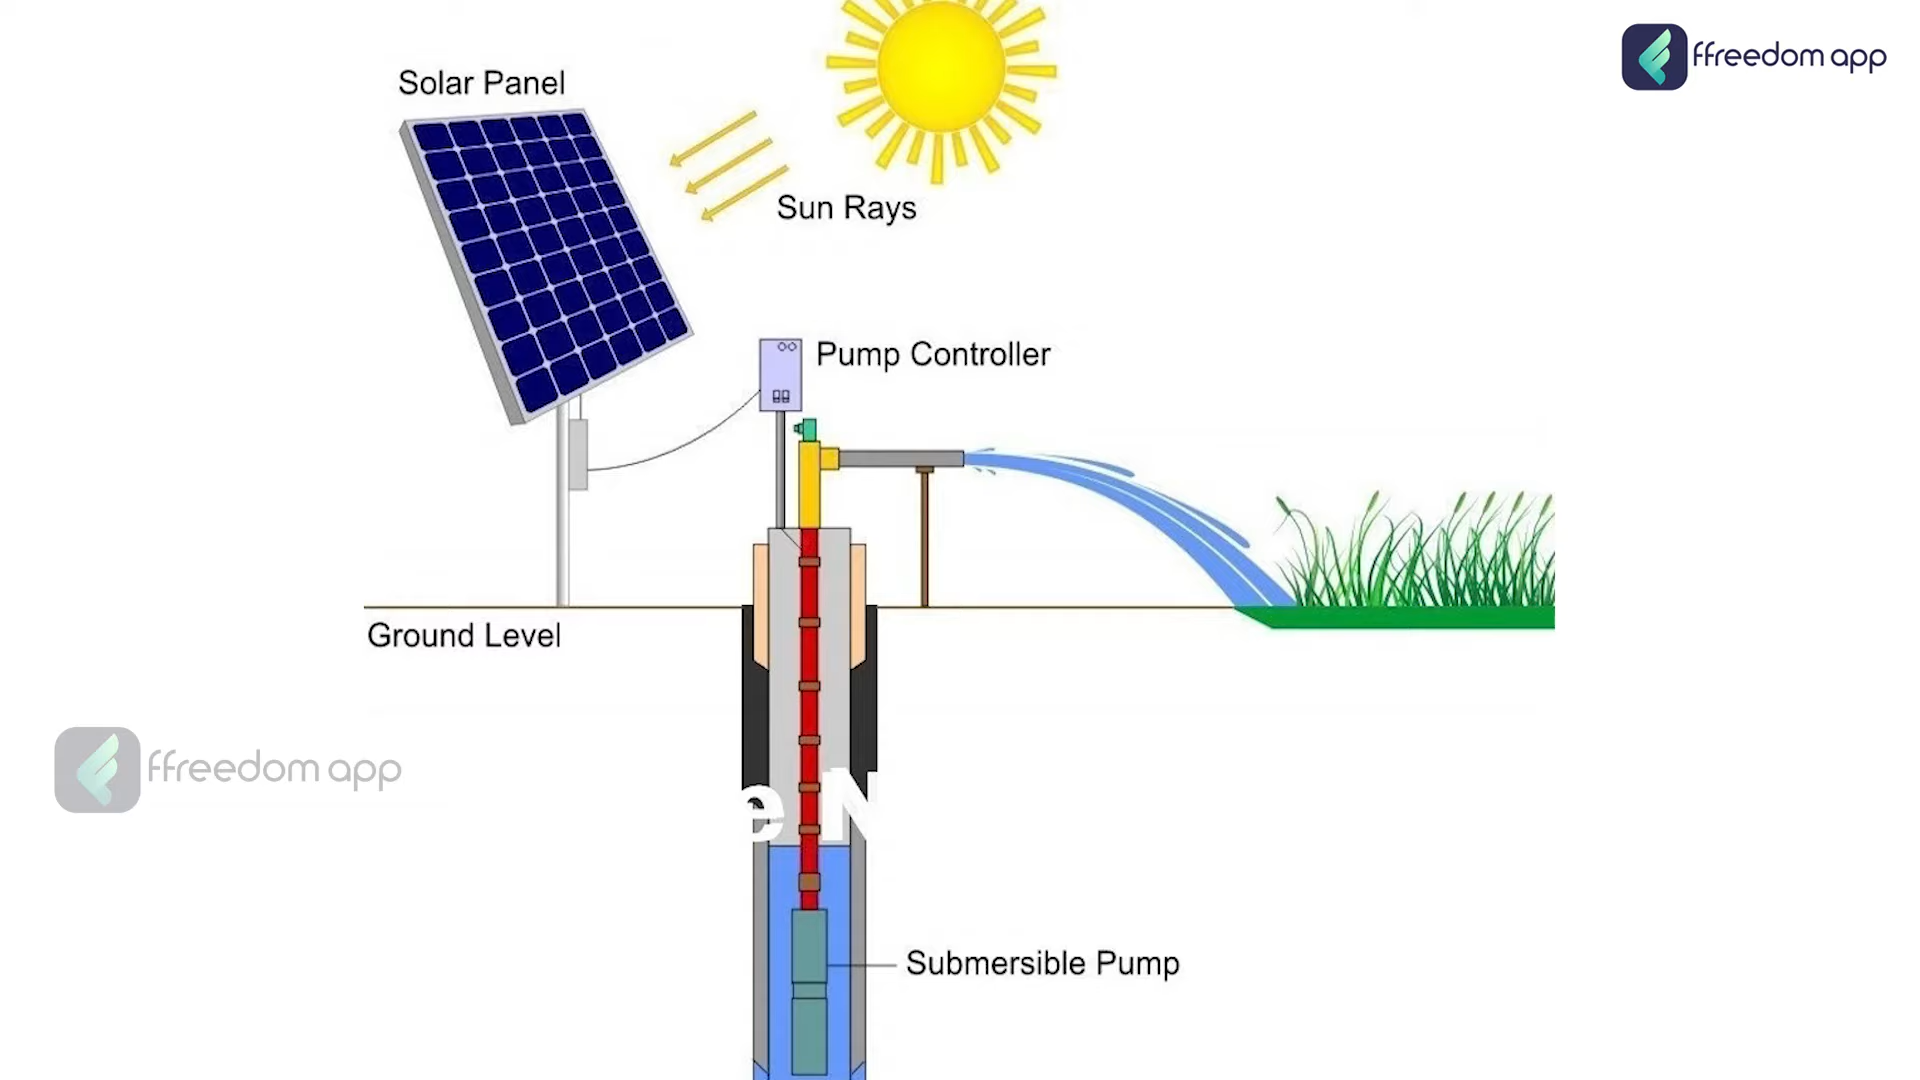 ffreedom app
Solar Panel
Sun Rays
Pump Controller
Ground Level
ffreedom app
e N
Submersible Pump